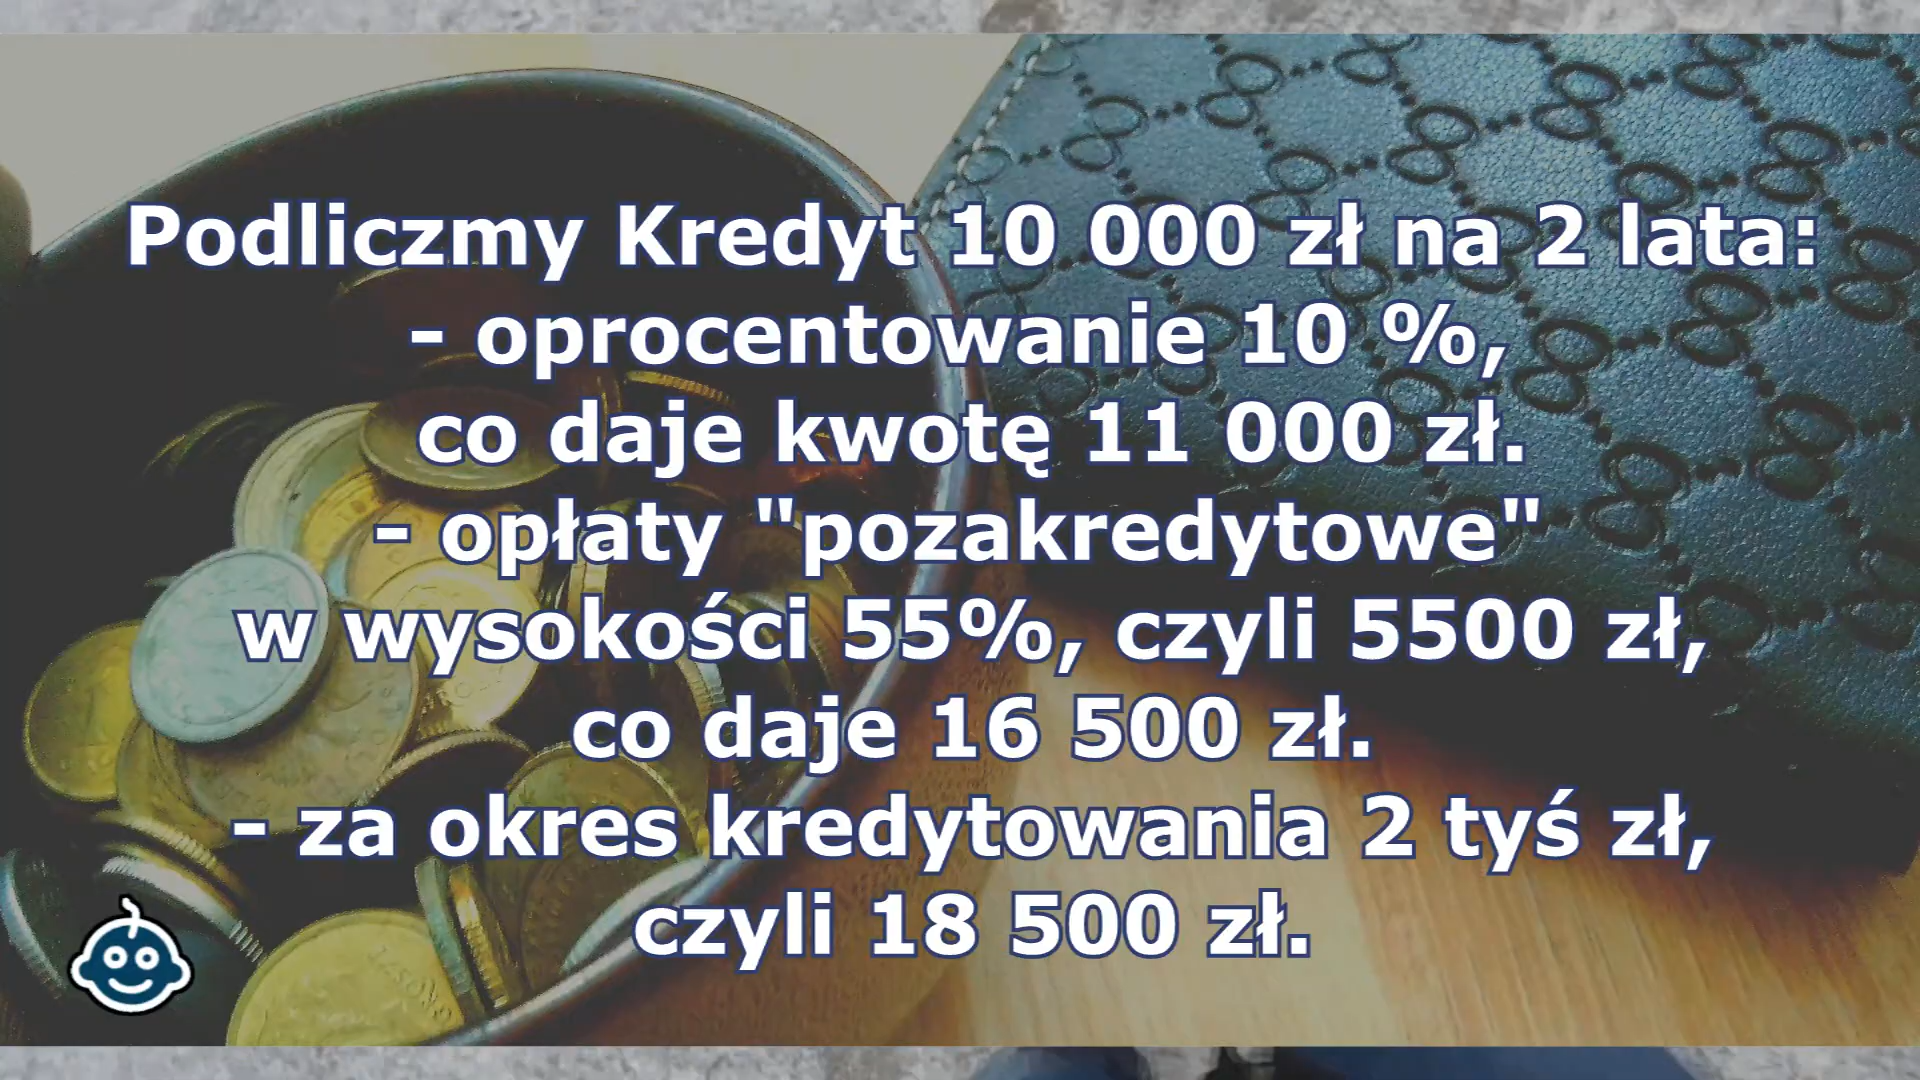 Podliczmy Kredyt 10 000 zł na 2 lata:
- oprocentowanie 10 %,
co daje kwotę 11 000 zł.
- opłaty "pozakredytowe"
w wysokości 55%, czyli 5500 zł,
co daje 16 500 zł.
- za okres kredytowania 2 tyś zł,
czyli 18 500 zł.